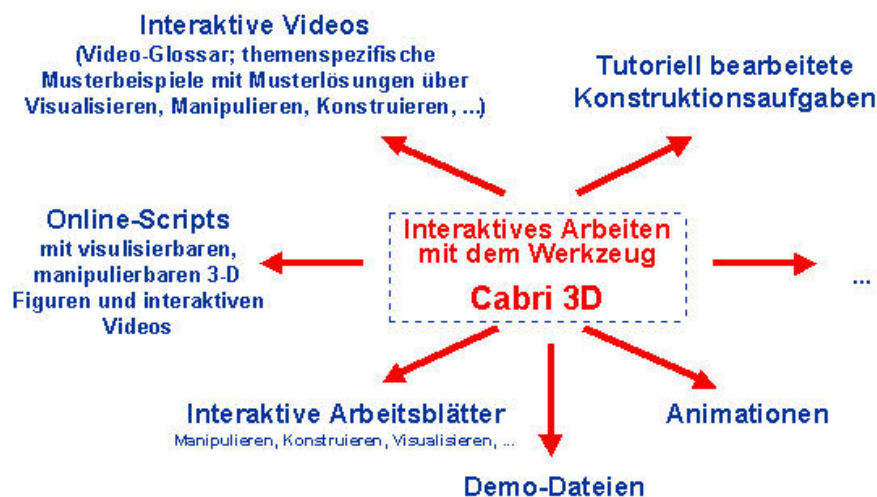 Interaktive Videos
(Video-Glossar; themenspezifische
Musterbeispiele mit Musterlösungen über
Visualisieren, Manipulieren, Konstruieren, ...)
Tutoriell bearbeitete
Konstruktionsaufgaben
Online-Scripts
mit visulisierbaren,
manipulierbaren 3-D
Figuren und interaktiven
Videos
Interaktives Arbeiten
mit dem Werkzeug
Cabri 3D
...
Interaktive Arbeitsblätter
Manipulieren, Konstruieren, Visualisieren, ...
Animationen
Demo-Dateien